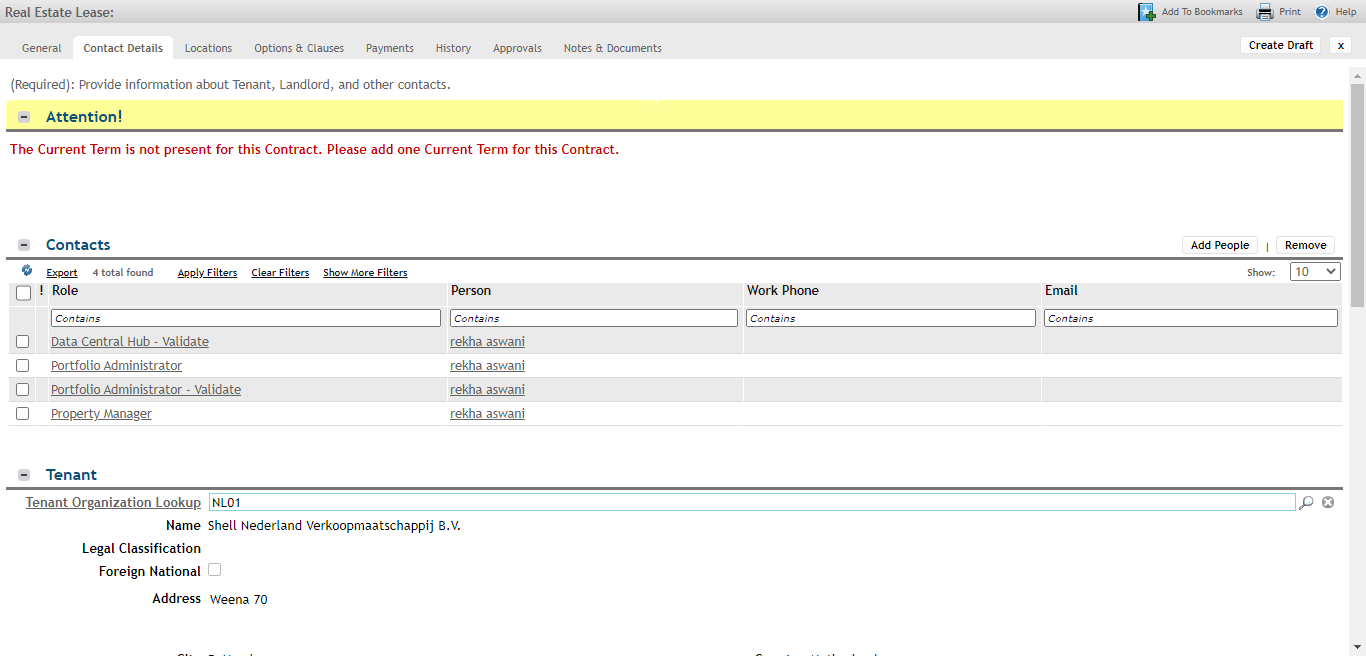 Real Estate Lease:
Add To Bookmarks Print Help
General Contact Details Locations Options & Clauses Payments History Approvals Notes & Documents Create Draft x
(Required): Provide information about Tenant, Landlord, and other contacts.
Attention!
The Current Term is not present for this Contract. Please add one Current Term for this Contract.
Contacts Add People | Remove
Export 4 total found Apply Filters Clear Filters Show More Filters Show: 10
! Role Person Work Phone Email
Contains Contains Contains Contains
Data Central Hub - Validate rekha aswani
Portfolio Administrator rekha aswani
Portfolio Administrator - Validate rekha aswani
Property Manager rekha aswani
Tenant
Tenant Organization Lookup NL01
Name Shell Nederland Verkoopmaatschappij B.V.
Legal Classification
Foreign National
Address Weena 70